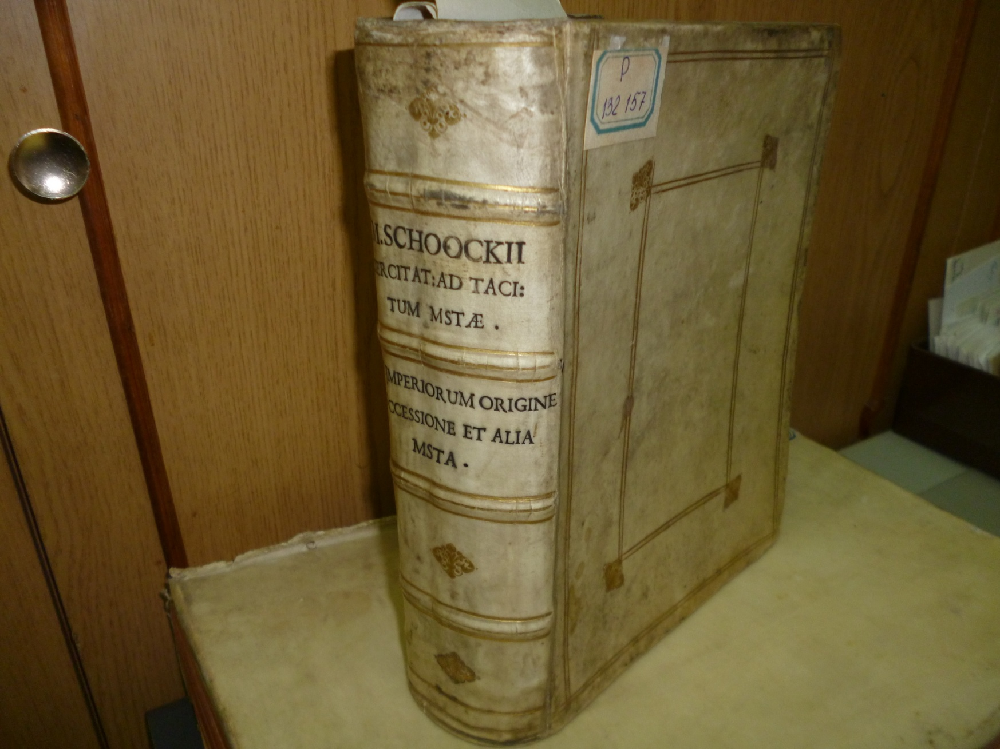 P
132 157
M.SCHOOCKII
ERCITAT:AD TACI:
TUM MSTÆ .
IMPERIORUM ORIGINE
CCESSIONE ET ALIA
MSTA .